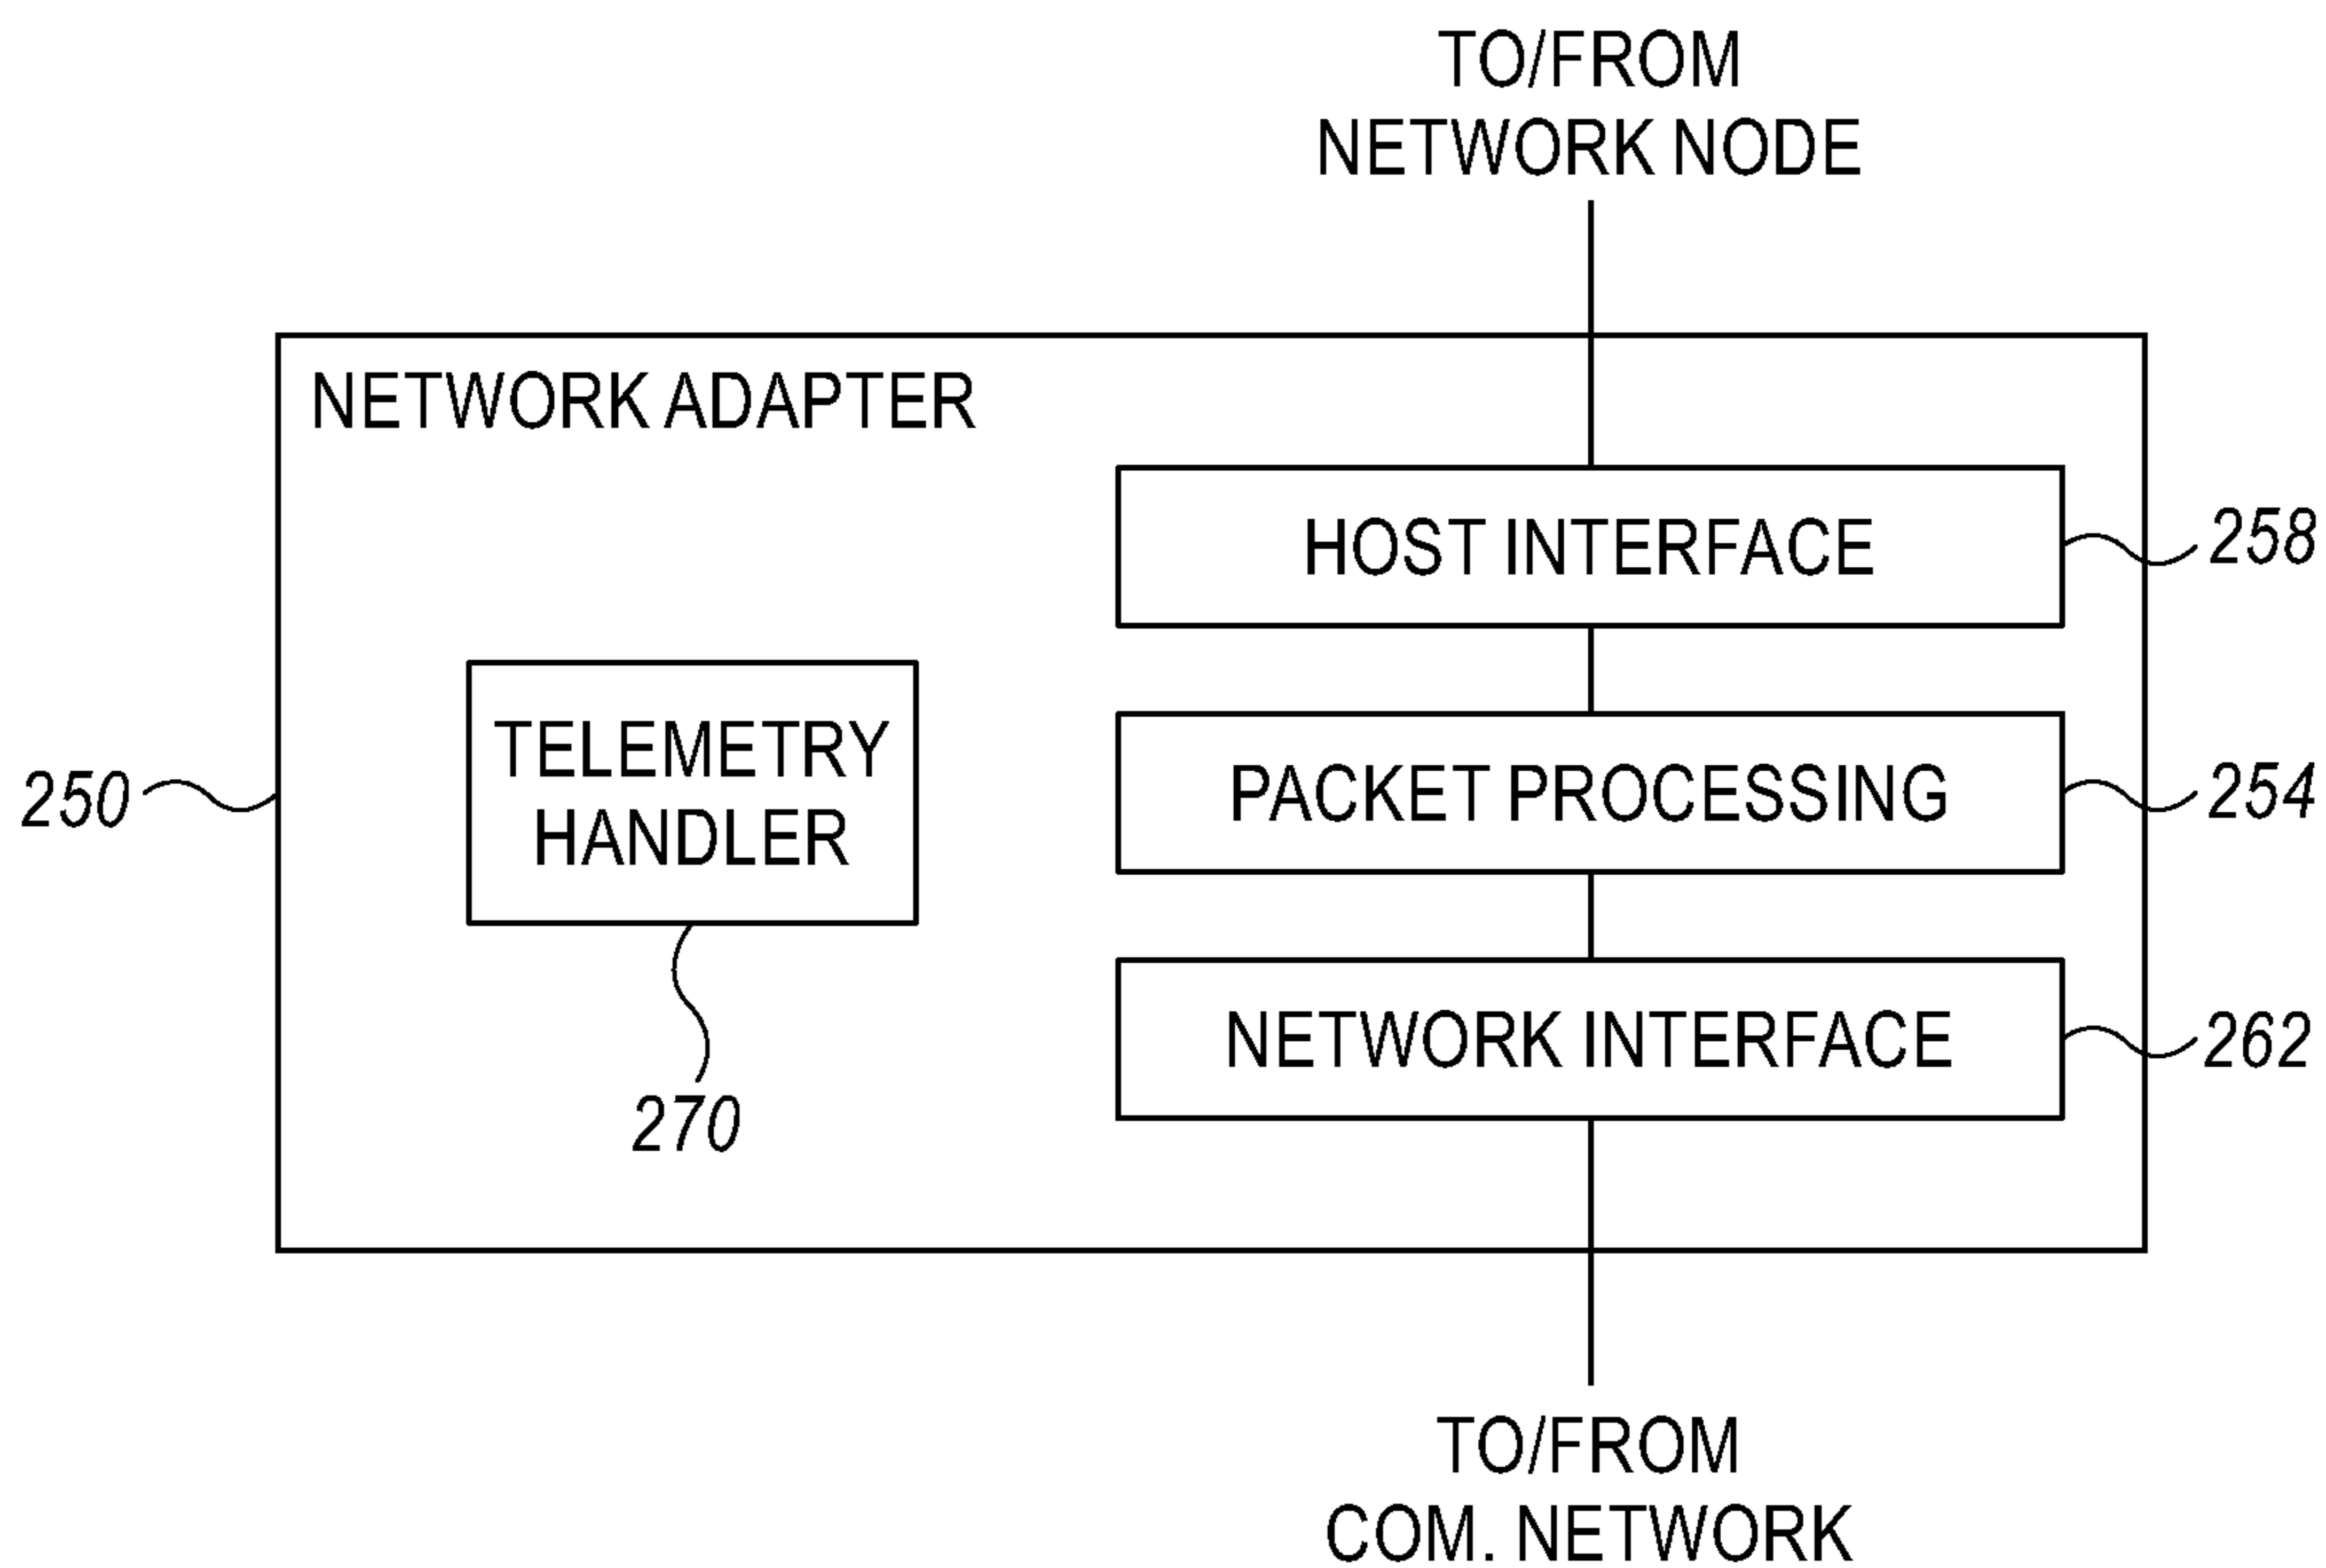 TO/FROM
NETWORK NODE
NETWORK ADAPTER
HOST INTERFACE
258
TELEMETRY
HANDLER
PACKET PROCESSING
250
254
NETWORK INTERFACE
262
270
TO/FROM
COM. NETWORK